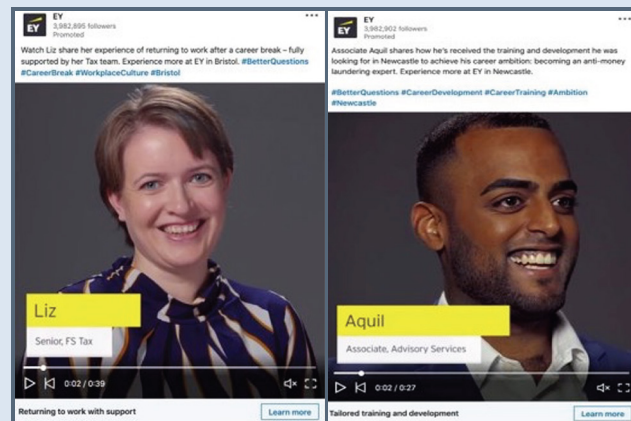 EY
3,982,895 followers
Promoted
Watch Liz share her experience of returning to work after a career break – fully
supported by her Tax team. Experience more at EY in Bristol. #BetterQuestions
#CareerBreak #WorkplaceCulture #Bristol
EY
Liz
Senior, FS Tax
0:02 / 0:39
Returning to work with support
Learn more
EY
3,982,902 followers
Promoted
Associate Aquil shares how he's received the training and development he was
looking for in Newcastle to achieve his career ambition: becoming an anti-money
laundering expert. Experience more at EY in Newcastle.
#BetterQuestions #CareerDevelopment #CareerTraining #Ambition
#Newcastle
EY
Aquil
Associate, Advisory Services
0:02 / 0:27
Tailored training and development
Learn more